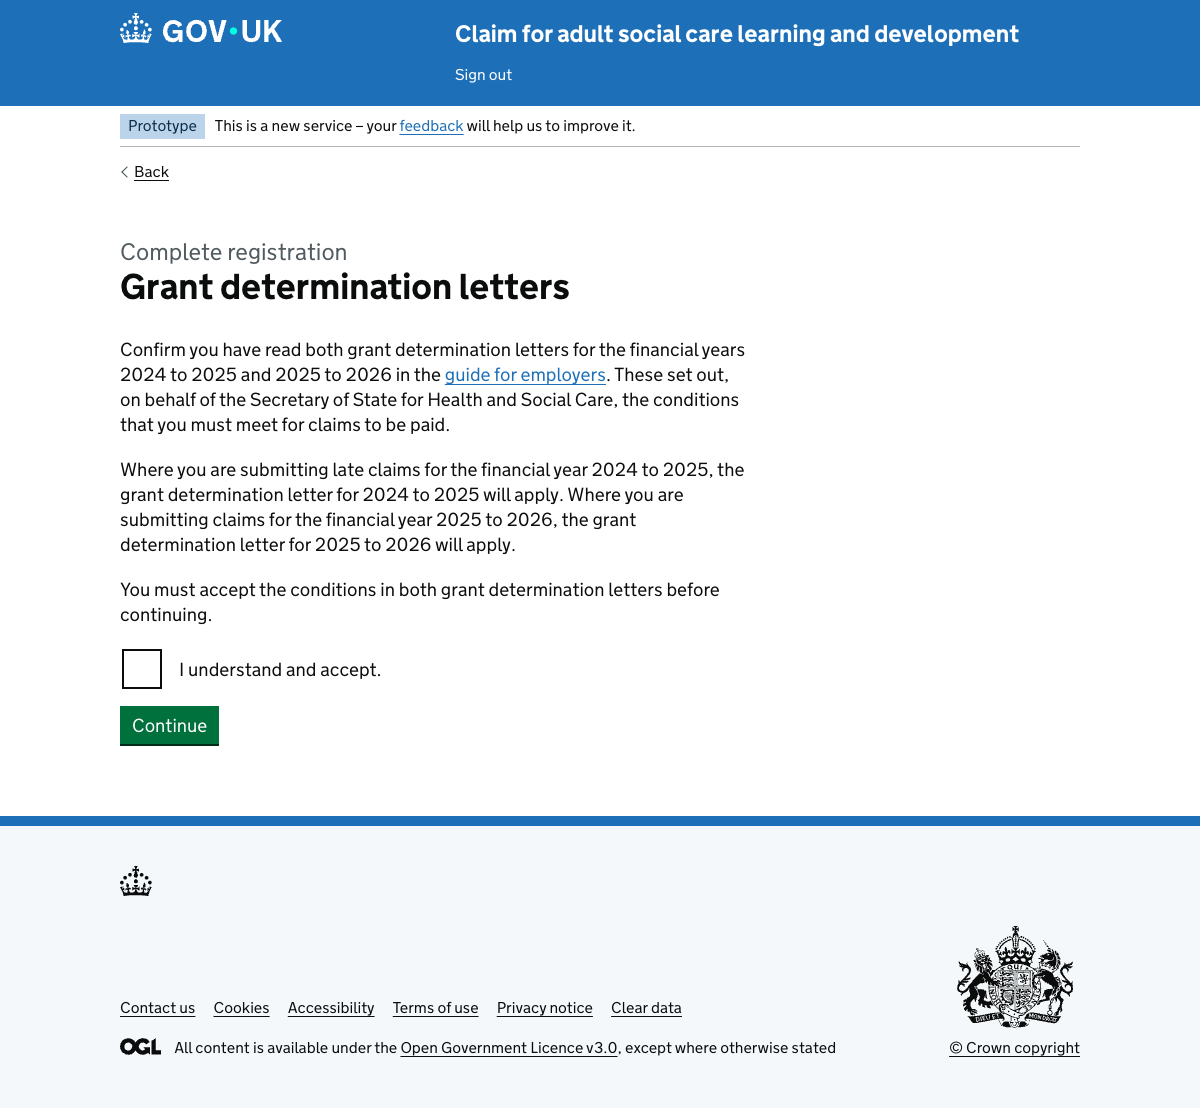 GOV•UK
Claim for adult social care learning and development
Sign out
Prototype This is a new service – your feedback will help us to improve it.
Back
Complete registration
Grant determination letters
Confirm you have read both grant determination letters for the financial years
2024 to 2025 and 2025 to 2026 in the guide for employers. These set out,
on behalf of the Secretary of State for Health and Social Care, the conditions
that you must meet for claims to be paid.
Where you are submitting late claims for the financial year 2024 to 2025, the
grant determination letter for 2024 to 2025 will apply. Where you are
submitting claims for the financial year 2025 to 2026, the grant
determination letter for 2025 to 2026 will apply.
You must accept the conditions in both grant determination letters before
continuing.
I understand and accept.
Continue
Contact us Cookies Accessibility Terms of use Privacy notice Clear data
OGL All content is available under the Open Government Licence v3.0, except where otherwise stated
© Crown copyright